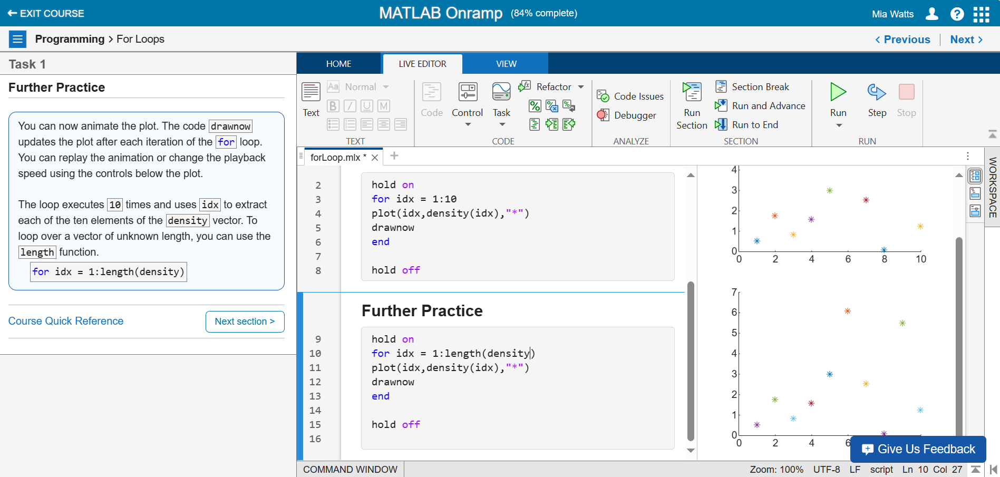 EXIT COURSE
MATLAB Onramp (84% complete)
Mia Watts
Programming > For Loops
< Previous
Next >
Task 1
Further Practice
You can now animate the plot. The code drawnow
updates the plot after each iteration of the for loop.
You can replay the animation or change the playback
speed using the controls below the plot.
The loop executes 10 times and uses idx to extract
each of the ten elements of the density vector. To
loop over a vector of unknown length, you can use the
length function.
for idx = 1:length(density)
Course Quick Reference
Next section >
HOME
LIVE EDITOR
VIEW
Text
Aa Normal
B I U M
TEXT
Code
Control
Task
Refactor
CODE
Code Issues
Debugger
ANALYZE
Run
Section
Section Break
Run and Advance
Run to End
SECTION
Run
Step
Stop
RUN
forLoop.mlx *
WORKSPACE
2 hold on
3 for idx = 1:10
4 plot(idx,density(idx),"*")
5 drawnow
6 end
7
8 hold off
Further Practice
9 hold on
10 for idx = 1:length(density)
11 plot(idx,density(idx),"*")
12 drawnow
13 end
14
15 hold off
16
4
3
2
1
0
0 2 4 6 8 10
7
6
5
4
3
2
1
0
0 2 4 6
Give Us Feedback
COMMAND WINDOW
Zoom: 100% UTF-8 LF script Ln 10 Col 27